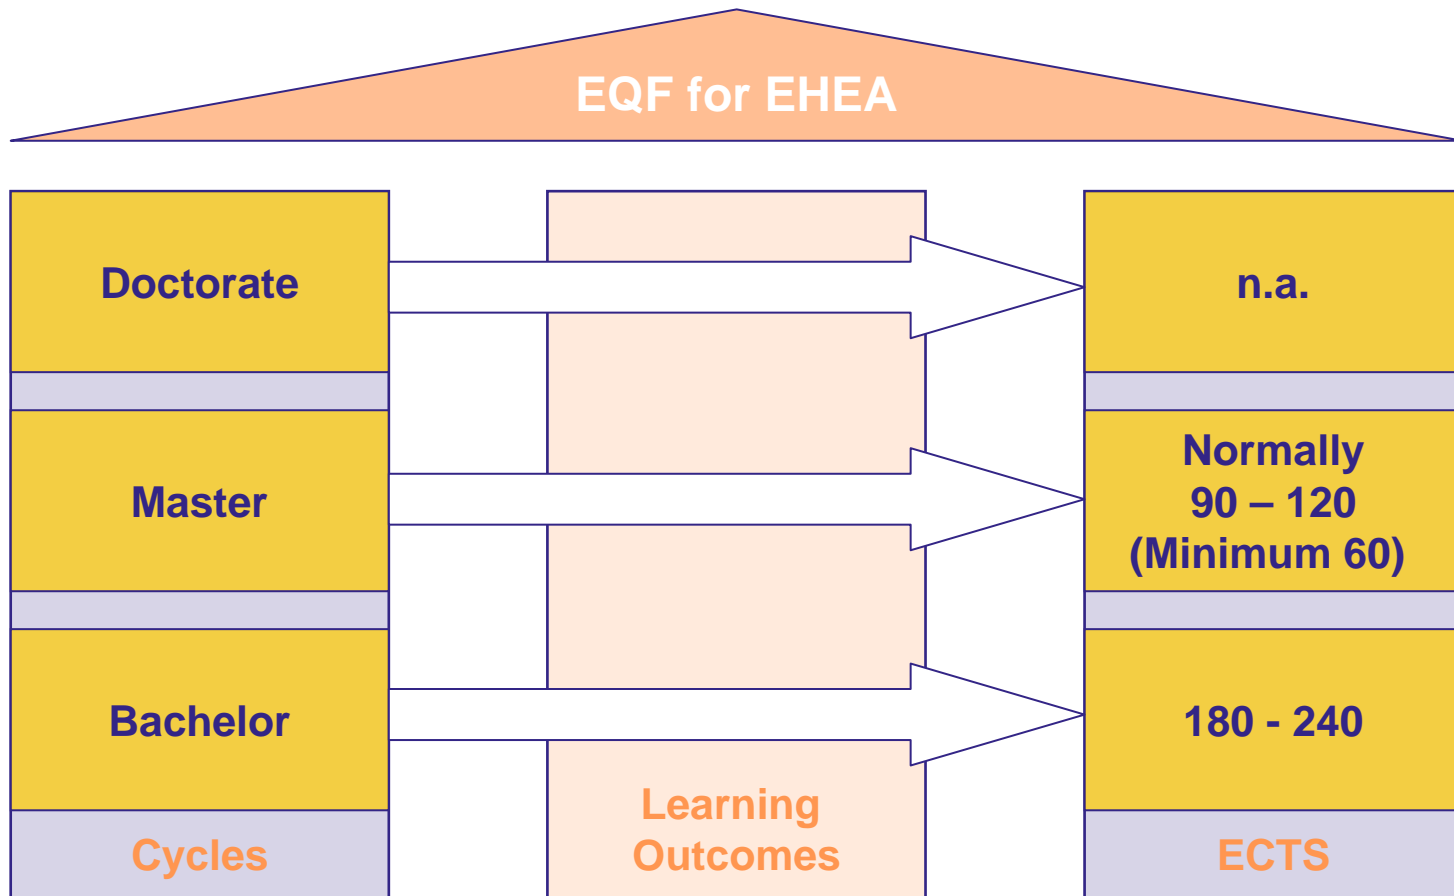 EQF for EHEA
Doctorate
n.a.
Master
Normally
90 – 120
(Minimum 60)
Bachelor
180 - 240
Cycles
Learning
Outcomes
ECTS